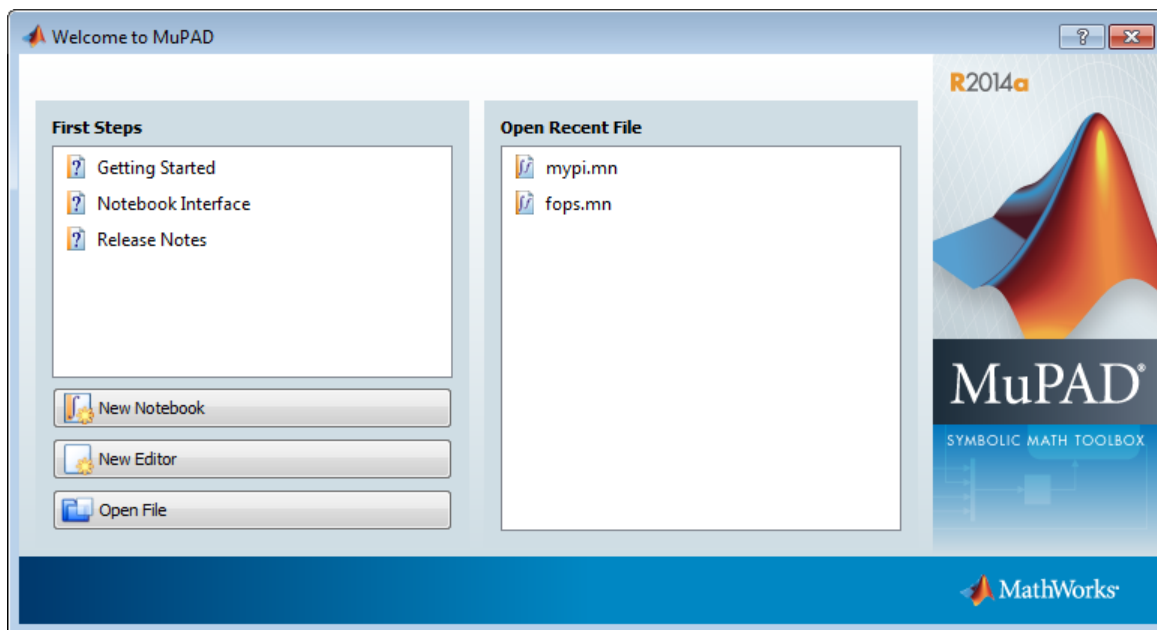 Welcome to MuPAD
First Steps
Getting Started
Notebook Interface
Release Notes
New Notebook
New Editor
Open File
Open Recent File
mypi.mn
fops.mn
R2014a
MuPAD®
SYMBOLIC MATH TOOLBOX
MathWorks®